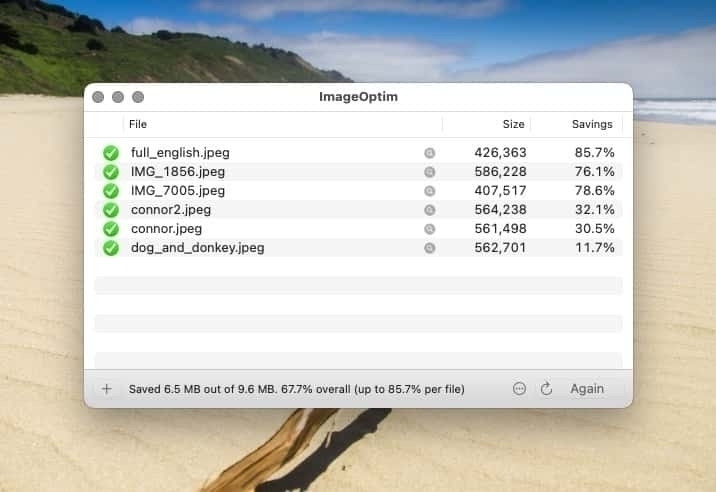 ImageOptim
File Size Savings
full_english.jpeg 426,363 85.7%
IMG_1856.jpeg 586,228 76.1%
IMG_7005.jpeg 407,517 78.6%
connor2.jpeg 564,238 32.1%
connor.jpeg 561,498 30.5%
dog_and_donkey.jpeg 562,701 11.7%
Saved 6.5 MB out of 9.6 MB. 67.7% overall (up to 85.7% per file) Again